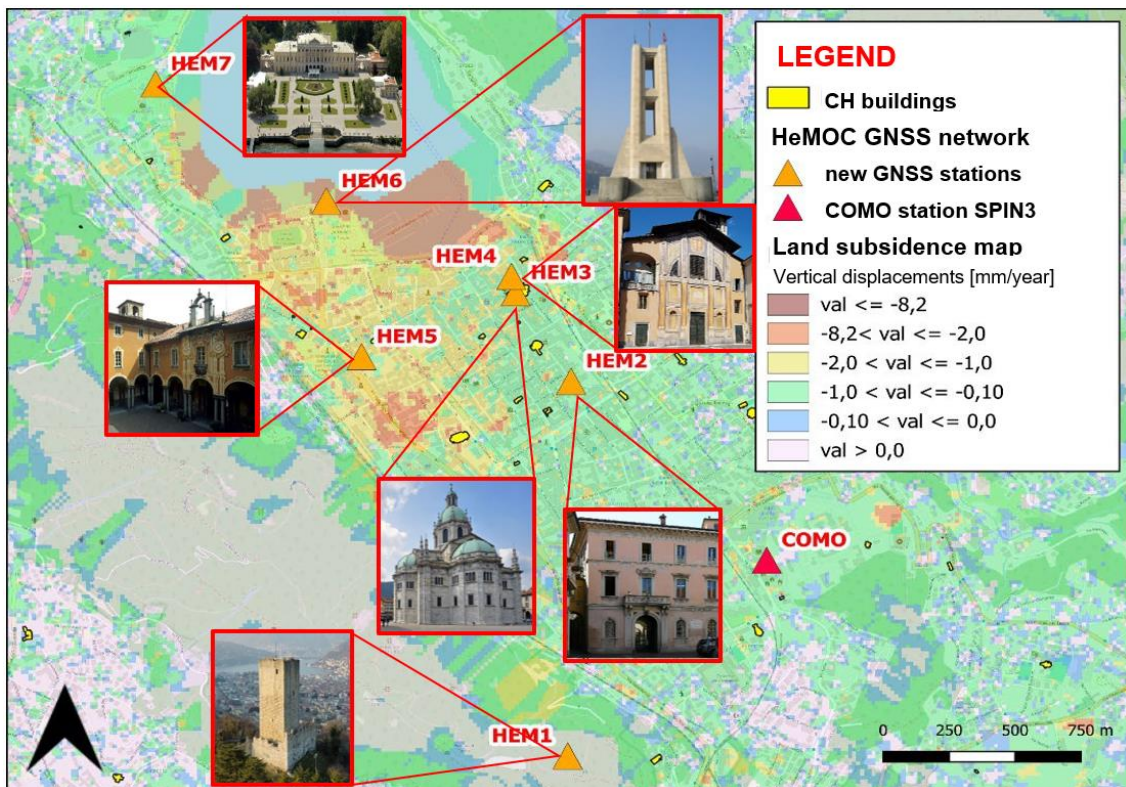 HEM7
HEM6
HEM4
HEM3
HEM5
HEM2
COMO
HEM1
LEGEND
CH buildings
HeMOC GNSS network
new GNSS stations
COMO station SPIN3
Land subsidence map
Vertical displacements [mm/year]
val <= -8,2
-8,2< val <= -2,0
-2,0 < val <= -1,0
-1,0 < val <= -0,10
-0,10 < val <= 0,0
val > 0,0
0 250 500 750 m